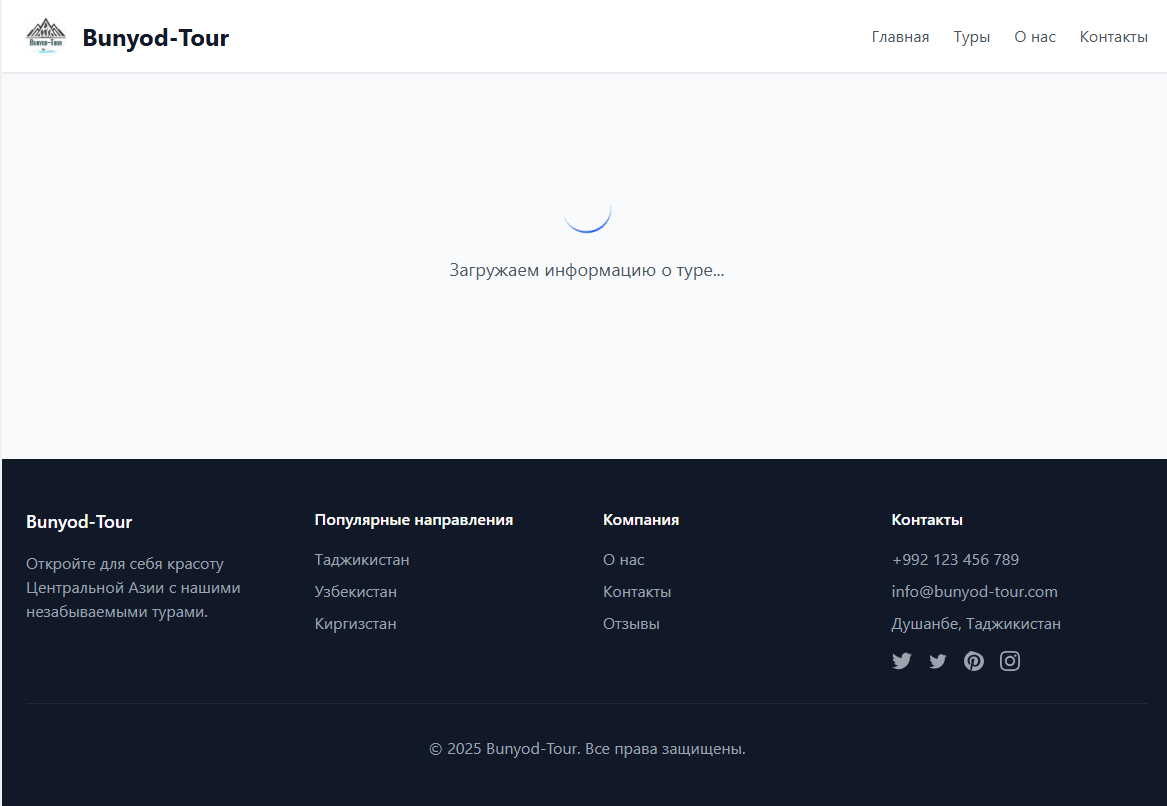 Bunyod-Tour
Bunyod-Tour
Главная
Туры
О нас
Контакты
Загружаем информацию о туре...
Bunyod-Tour
Откройте для себя красоту
Центральной Азии с нашими
незабываемыми турами.
Популярные направления
Таджикистан
Узбекистан
Киргизстан
Компания
О нас
Контакты
Отзывы
Контакты
+992 123 456 789
info@bunyod-tour.com
Душанбе, Таджикистан
© 2025 Bunyod-Tour. Все права защищены.